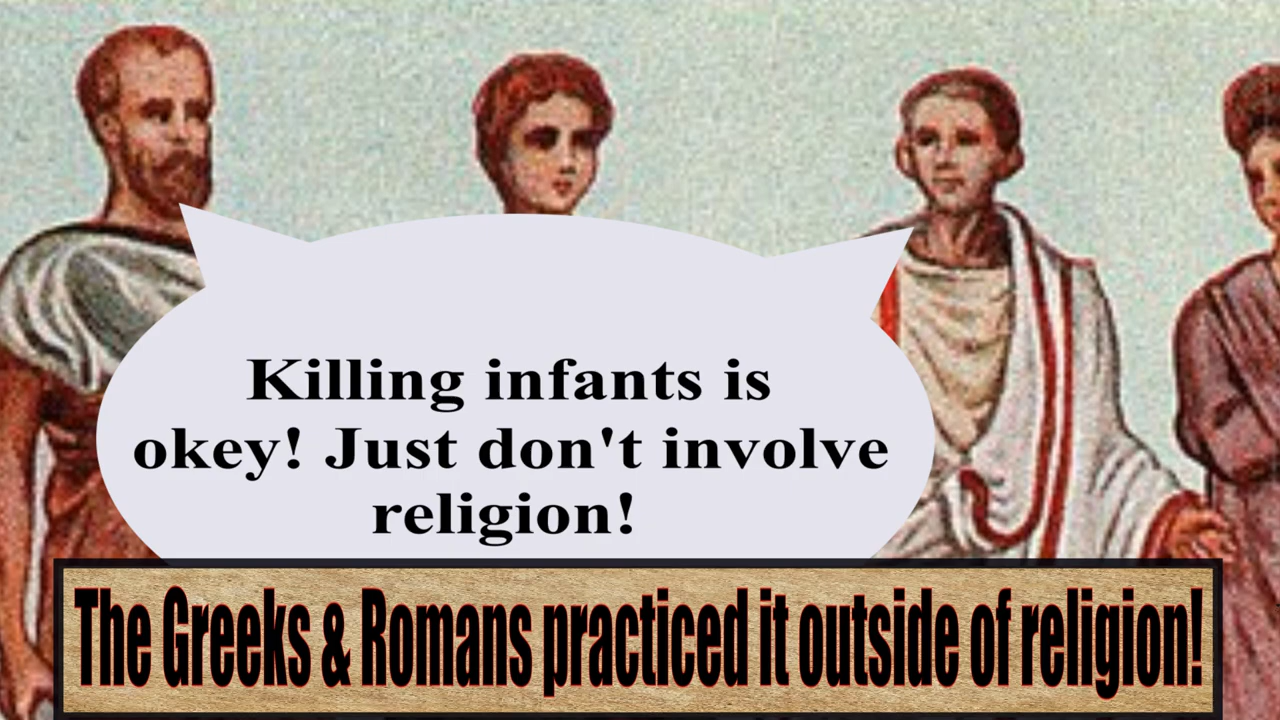 Killing infants is
okey! Just don't involve
religion!
The Greeks & Romans practiced it outside of religion!